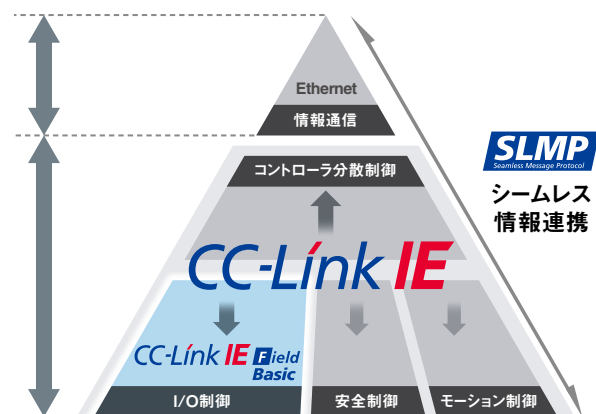 Ethernet
情報通信
SLMP
Seamless Message Protocol
シームレス
情報連携
コントローラ分散制御
CC-Link IE
CC-Link IE Field
Basic
I/O制御
安全制御
モーション制御